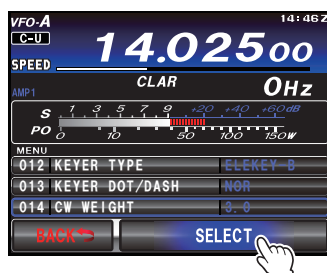 VFO-A 14:46Z
C-U 14.02500
SPEED
CLAR 0Hz
AMP1
S 1 3 5 7 9 +20 +40 +60dB
PO 0 10 50 100 150W
MENU
012 KEYER TYPE ELEKEY B
013 KEYER DOT/DASH NOR
014 CW WEIGHT 3.0
BACK SELECT